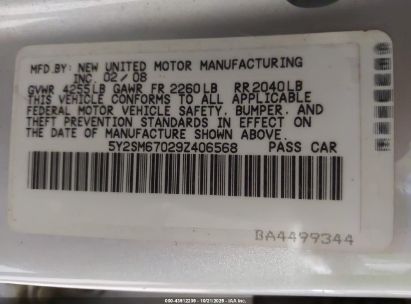 MFD.BY: NEW UNITED MOTOR MANUFACTURING
INC. 02/08
GVWR 4255LB GAWR FR 2260LB RR2040LB
THIS VEHICLE CONFORMS TO ALL APPLICABLE
FEDERAL MOTOR VEHICLE SAFETY, BUMPER, AND
THEFT PREVENTION STANDARDS IN EFFECT ON
THE DATE OF MANUFACTURE SHOWN ABOVE.
5Y2SM67029Z406568 PASS CAR
BA4499344